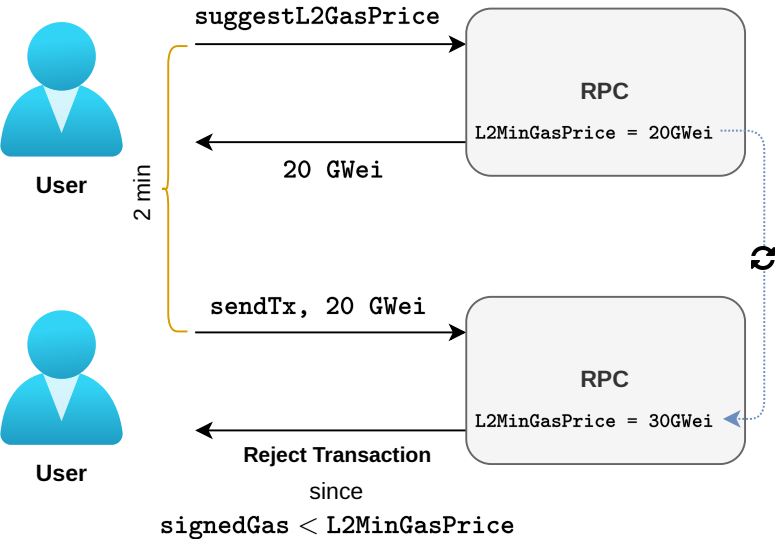 suggestL2GasPrice
RPC
L2MinGasPrice = 20GWei
20 GWei
User
2 min
sendTx, 20 GWei
RPC
L2MinGasPrice = 30GWei
Reject Transaction
User
since
signedGas < L2MinGasPrice